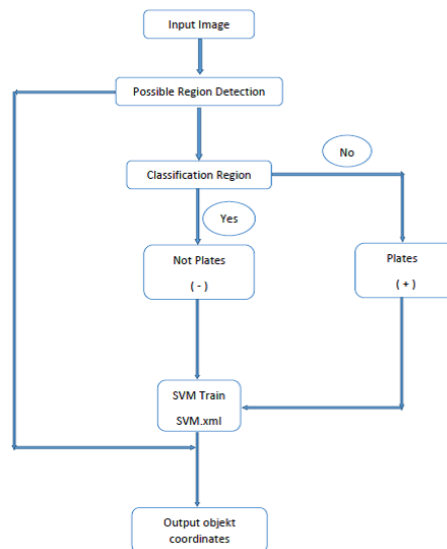 Input Image
Possible Region Detection
No
Classification Region
Yes
Not Plates
( - )
Plates
( + )
SVM Train
SVM.xml
Output objekt
coordinates